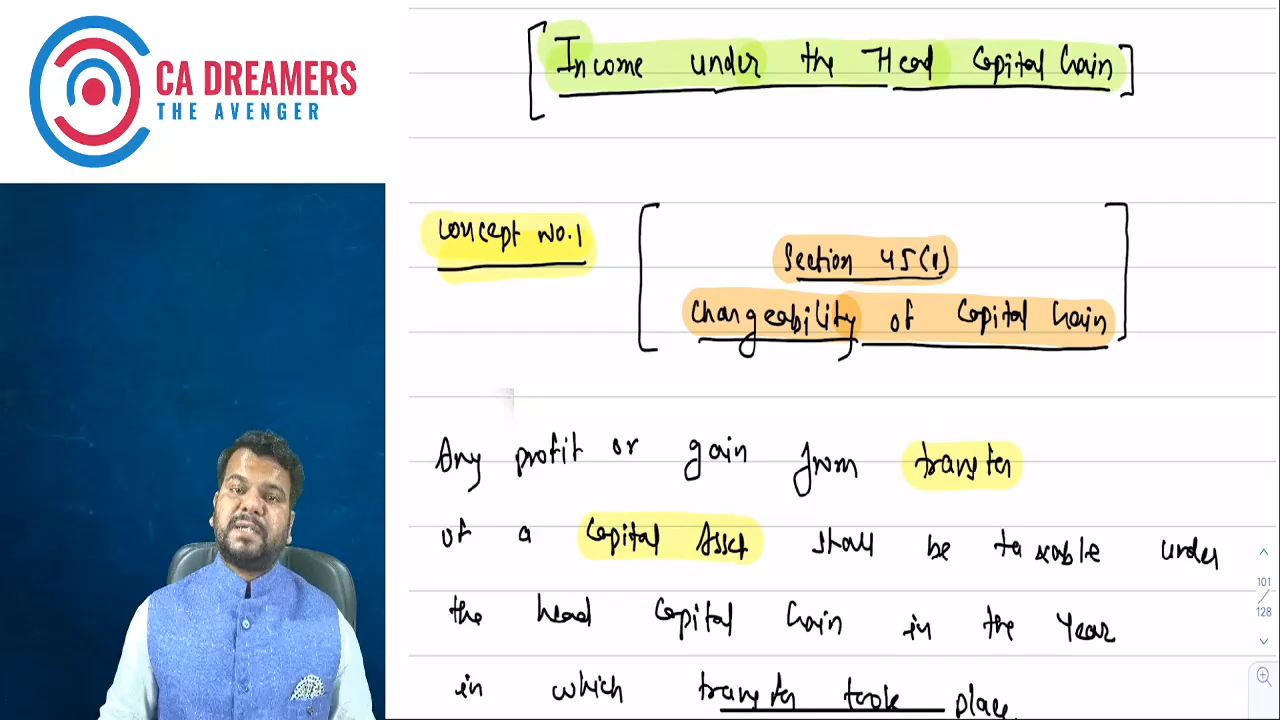 CA DREAMERS
THE AVENGER
[Income under the Head Capital Gain]
Concept No.1
Section 45(1)
Chargeability of Capital Gain
Any profit or gain from transfer
of a Capital Asset shall be taxable under
the head Capital Gain in the Year
in which transfer took place.
101
/
128